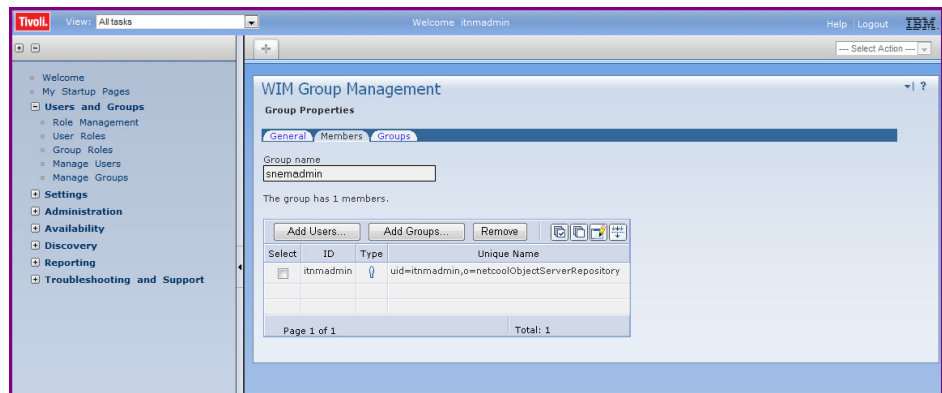 Tivoli. View: All tasks Welcome itnmadmin Help Logout IBM.
— Select Action —
Welcome
My Startup Pages
Users and Groups
Role Management
User Roles
Group Roles
Manage Users
Manage Groups
Settings
Administration
Availability
Discovery
Reporting
Troubleshooting and Support
WIM Group Management
Group Properties
General Members Groups
Group name
snemadmin
The group has 1 members.
Add Users... Add Groups... Remove
Select ID Type Unique Name
itnmadmin uid=itnmadmin,o=netcoolObjectServerRepository
Page 1 of 1 Total: 1